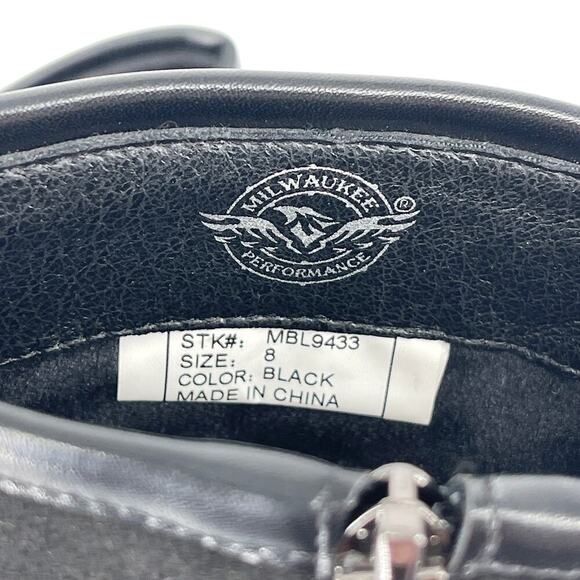 MILWAUKEE ®
PERFORMANCE
STK#: MBL9433
SIZE: 8
COLOR: BLACK
MADE IN CHINA